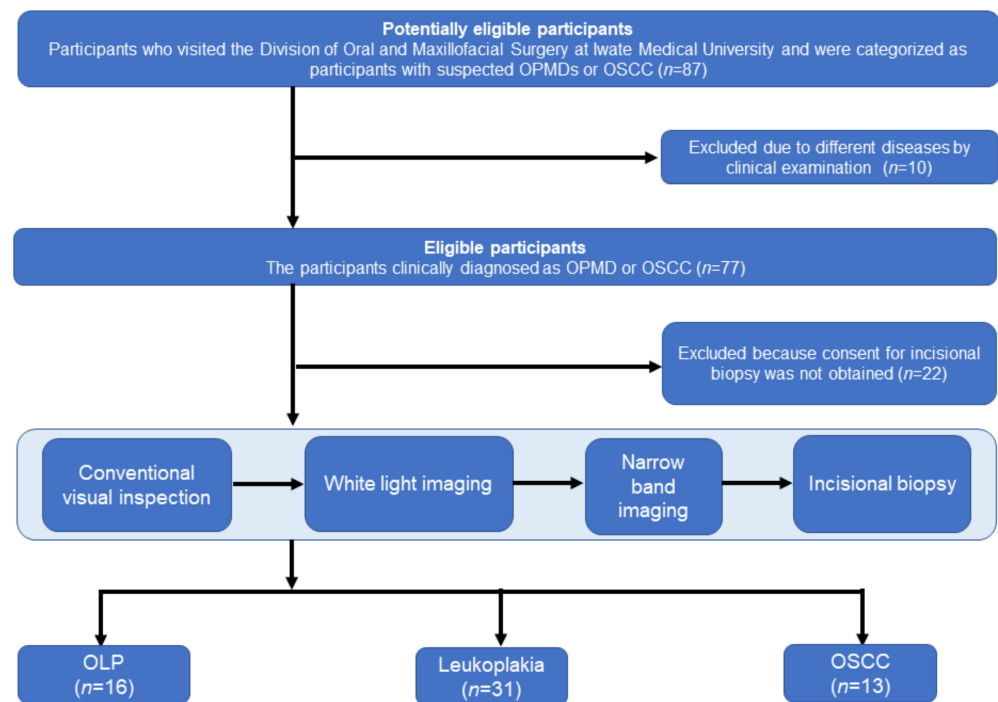 Potentially eligible participants
Participants who visited the Division of Oral and Maxillofacial Surgery at Iwate Medical University and were categorized as
participants with suspected OPMDs or OSCC (n=87)
Excluded due to different diseases by
clinical examination (n=10)
Eligible participants
The participants clinically diagnosed as OPMD or OSCC (n=77)
Excluded because consent for incisional
biopsy was not obtained (n=22)
Conventional
visual inspection
White light imaging
Narrow
band
imaging
Incisional biopsy
OLP
(n=16)
Leukoplakia
(n=31)
OSCC
(n=13)